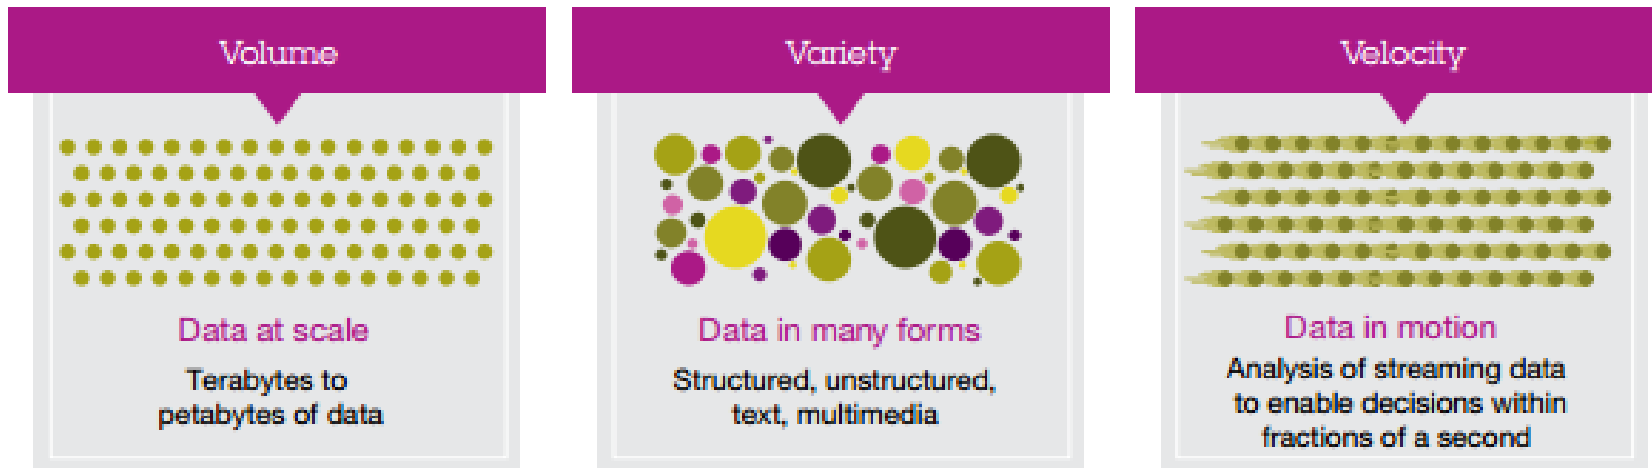 Volume
Data at scale
Terabytes to
petabytes of data
Variety
Data in many forms
Structured, unstructured,
text, multimedia
Velocity
Data in motion
Analysis of streaming data
to enable decisions within
fractions of a second